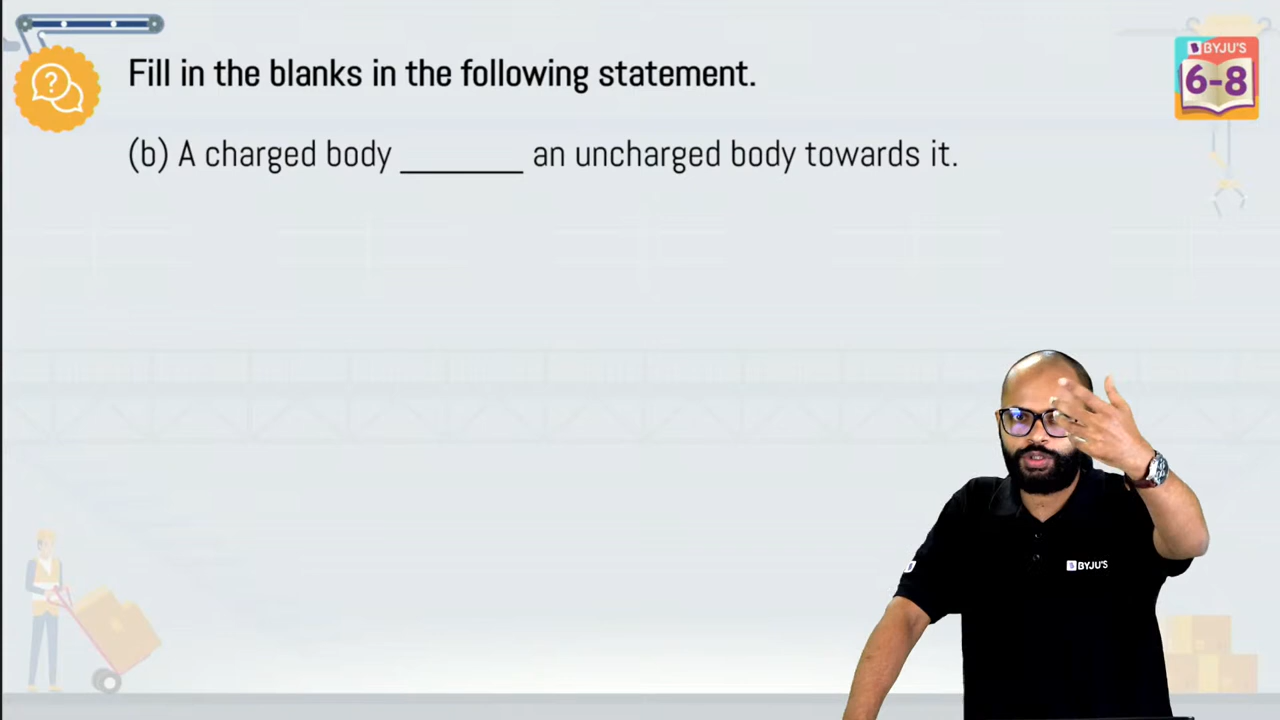 Fill in the blanks in the following statement.
BYJU'S
6-8
(b) A charged body _______ an uncharged body towards it.
BYJU'S